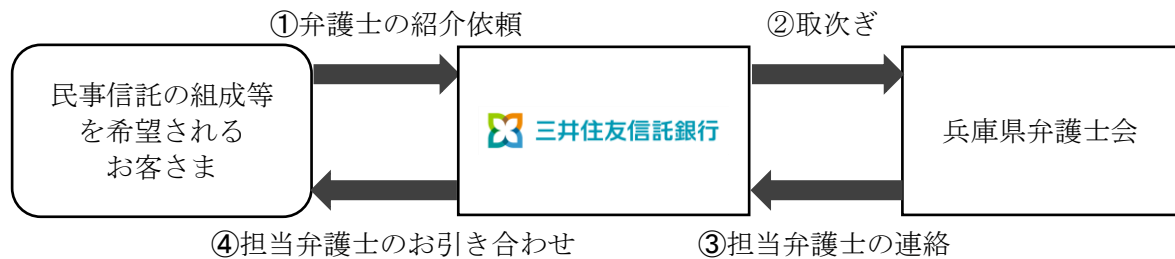 ①弁護士の紹介依頼
②取次ぎ
民事信託の組成等
を希望される
お客さま
三井住友信託銀行
兵庫県弁護士会
④担当弁護士のお引き合わせ
③担当弁護士の連絡